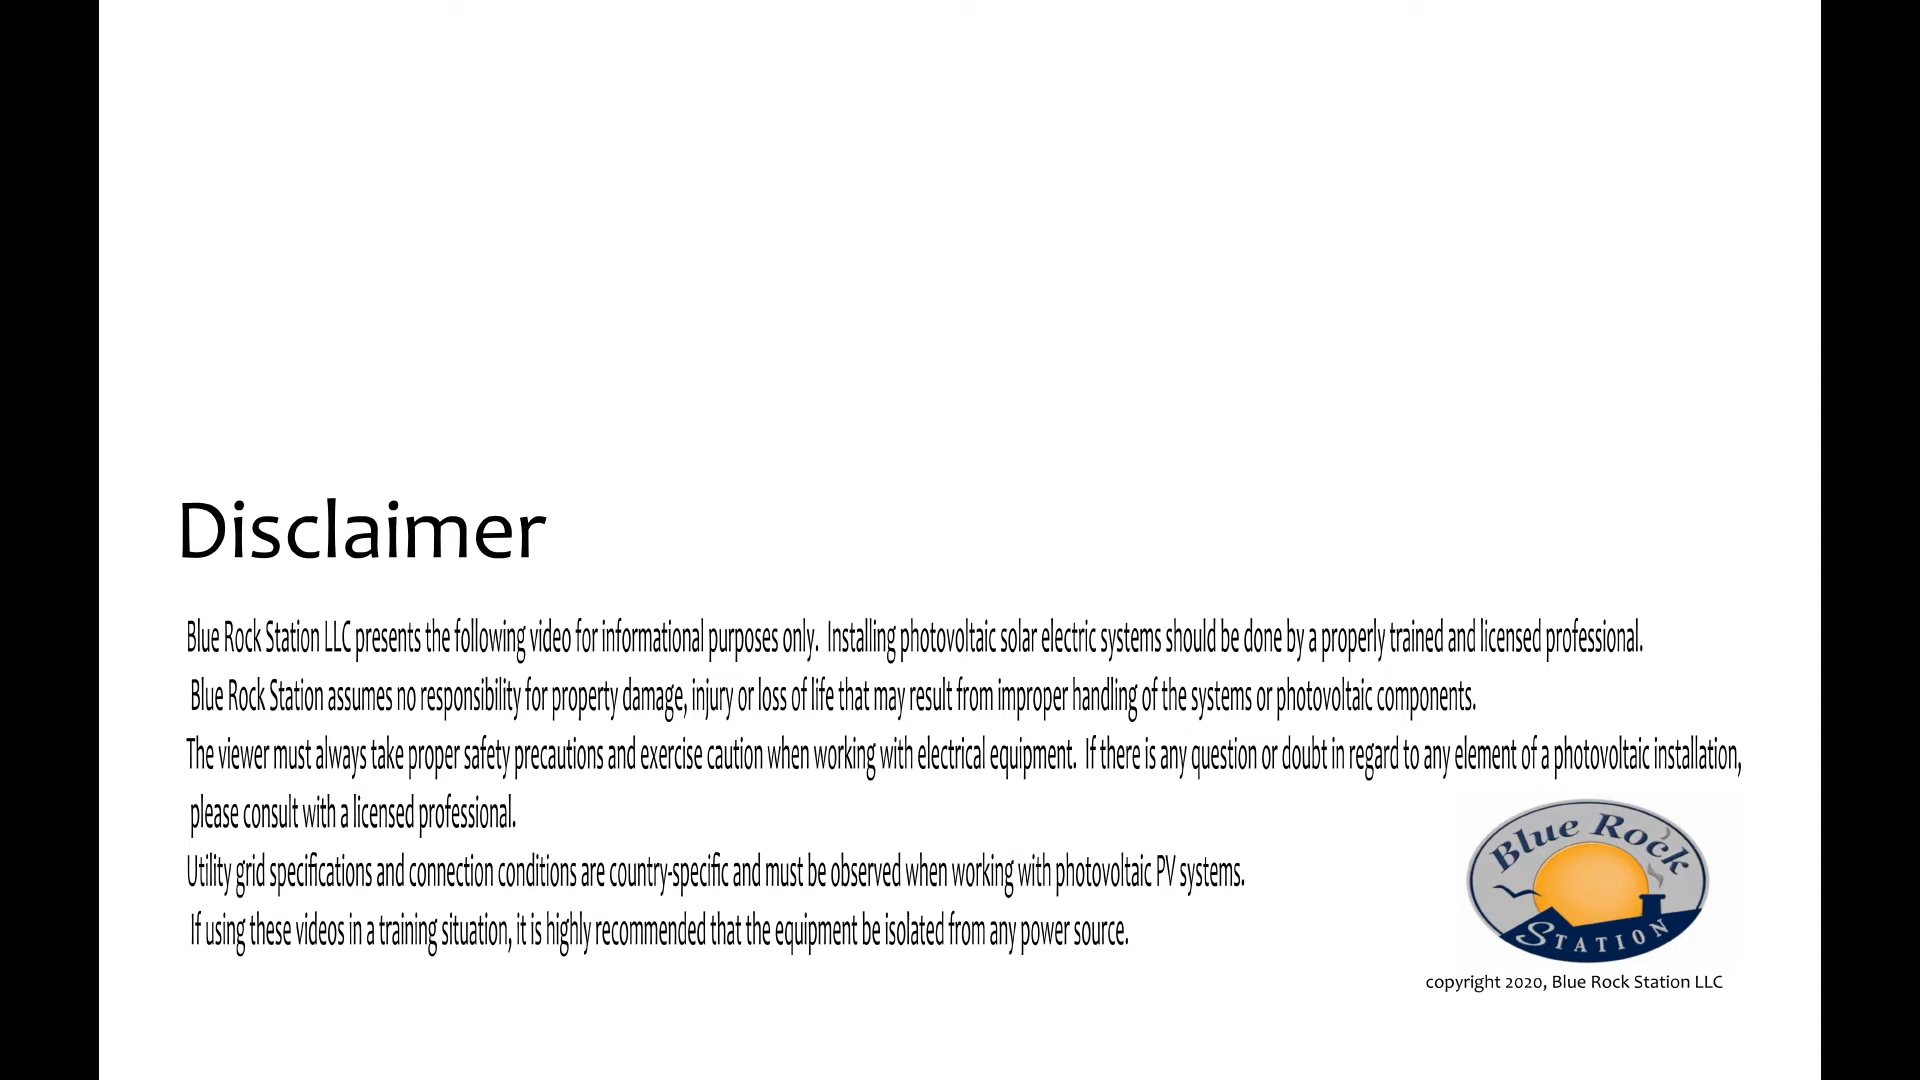 Disclaimer
Blue Rock Station LLC presents the following video for informational purposes only.  Installing photovoltaic solar electric systems should be done by a properly trained and licensed professional.
Blue Rock Station assumes no responsibility for property damage, injury or loss of life that may result from improper handling of the systems or photovoltaic components.
The viewer must always take proper safety precautions and exercise caution when working with electrical equipment.  If there is any question or doubt in regard to any element of a photovoltaic installation,
please consult with a licensed professional.
Utility grid specifications and connection conditions are country-specific and must be observed when working with photovoltaic PV systems.
If using these videos in a training situation, it is highly recommended that the equipment be isolated from any power source.
Blue Rock
STATION
copyright 2020, Blue Rock Station LLC